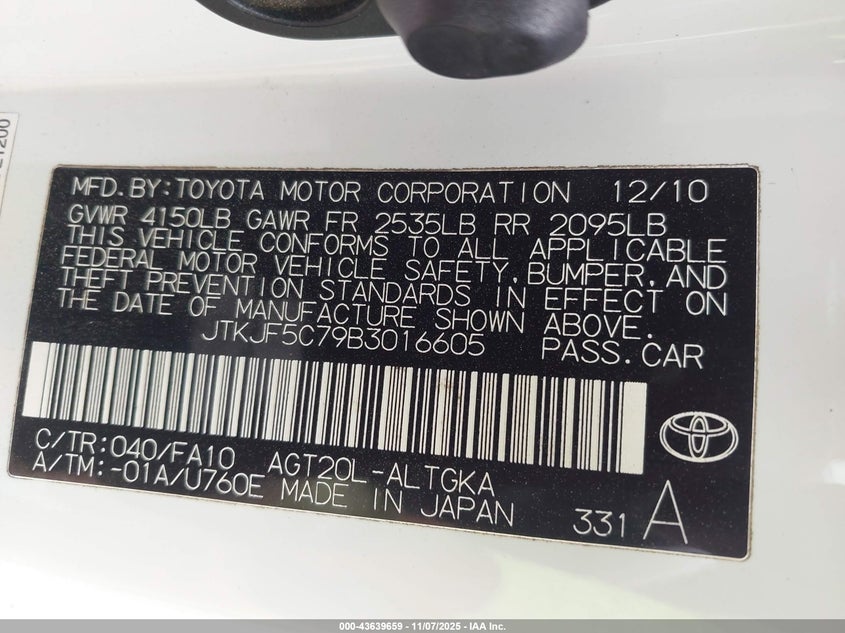 21200
MFD. BY: TOYOTA MOTOR CORPORATION 12/10
GVWR 4150LB GAWR FR 2535LB RR 2095LB
THIS VEHICLE CONFORMS TO ALL APPLICABLE
FEDERAL MOTOR VEHICLE SAFETY, BUMPER, AND
THEFT PREVENTION STANDARDS IN EFFECT ON
THE DATE OF MANUFACTURE SHOWN ABOVE.
JTKJF5C79B3016605 PASS. CAR
C/TR: 040/FA10 AGT20L-ALTGKA
A/TM: -01A/U760E MADE IN JAPAN
331 A
000-43639659 — 11/07/2025 — IAA Inc.